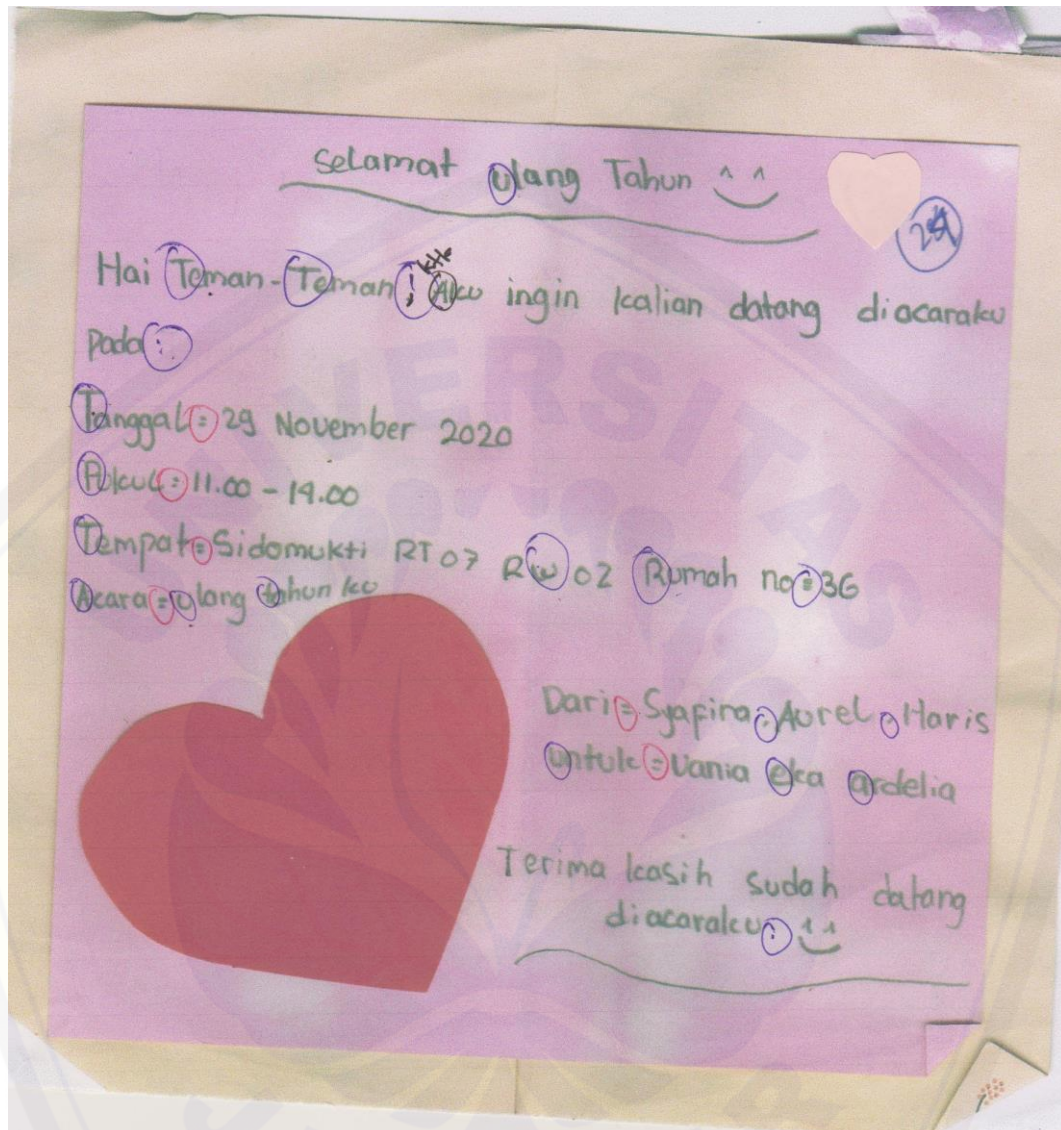 Selamat ulang Tahun
24
Hai Teman-Teman! Aku ingin kalian datang diacaraku
pada:
Tanggal = 29 November 2020
Pukul = 11.00 - 14.00
Tempat = Sidomukti RT 07 RW 02 Rumah no = 36
Acara = ulang tahun ku
Dari = Syafira. Aurel. Haris
untuk = Vania eka ardelia
Terima kasih sudah datang
diacaraku.
UNIVERSITAS